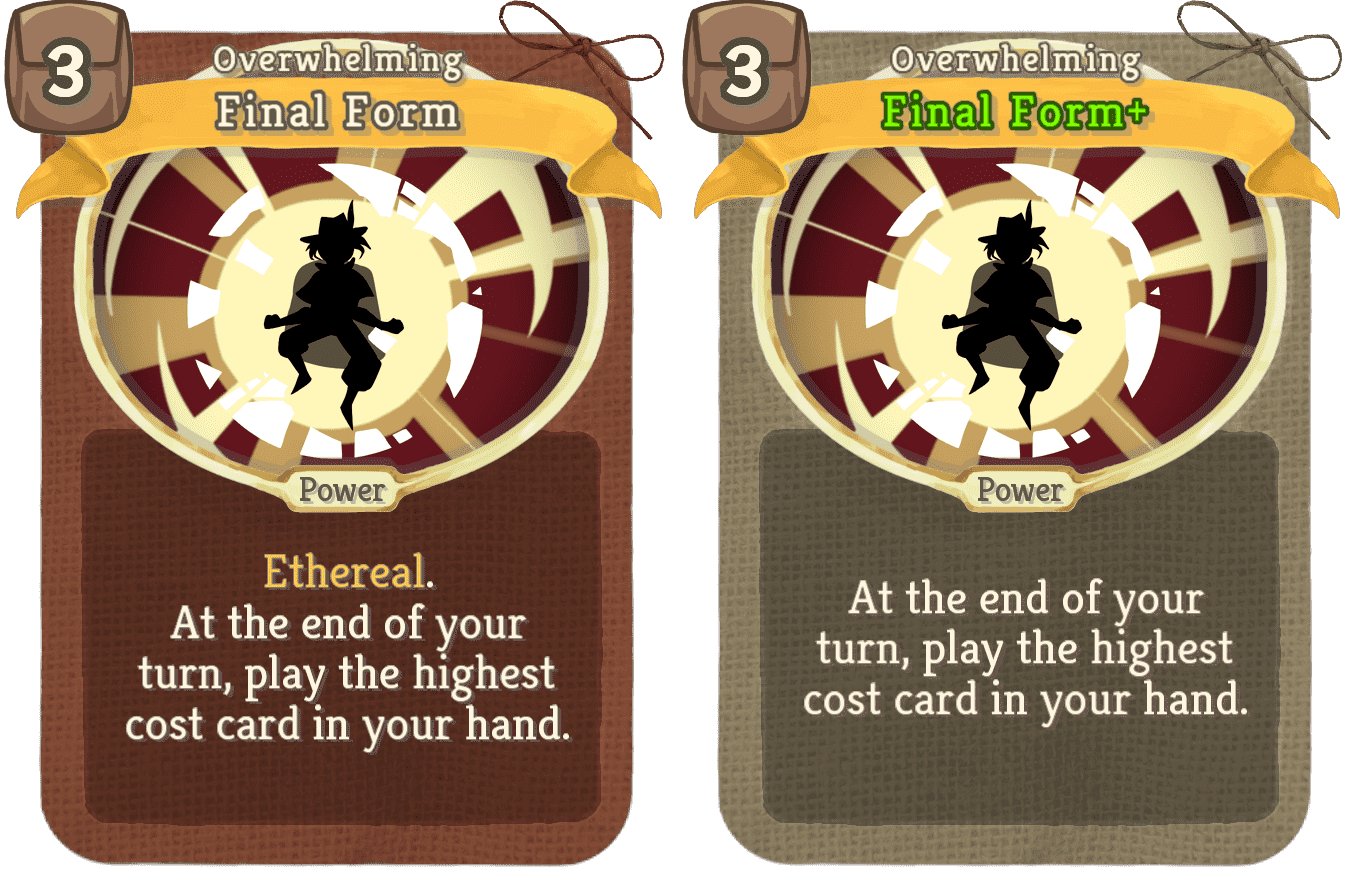 3
Overwhelming
Final Form
Power
Ethereal.
At the end of your
turn, play the highest
cost card in your hand.
3
Overwhelming
Final Form+
Power
At the end of your
turn, play the highest
cost card in your hand.